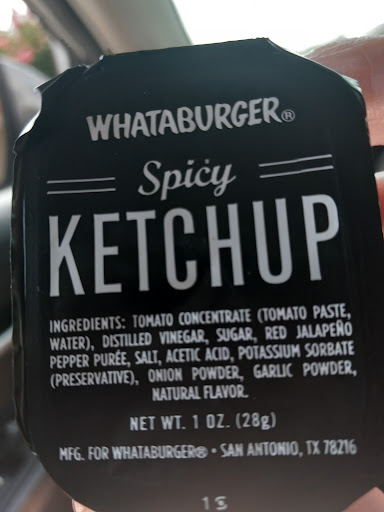 WHATABURGER®
Spicy
KETCHUP
INGREDIENTS: TOMATO CONCENTRATE (TOMATO PASTE,
WATER), DISTILLED VINEGAR, SUGAR, RED JALAPEÑO
PEPPER PURÉE, SALT, ACETIC ACID, POTASSIUM SORBATE
(PRESERVATIVE), ONION POWDER, GARLIC POWDER,
NATURAL FLAVOR.
NET WT. 1 OZ. (28g)
MFG. FOR WHATABURGER® • SAN ANTONIO, TX 78216